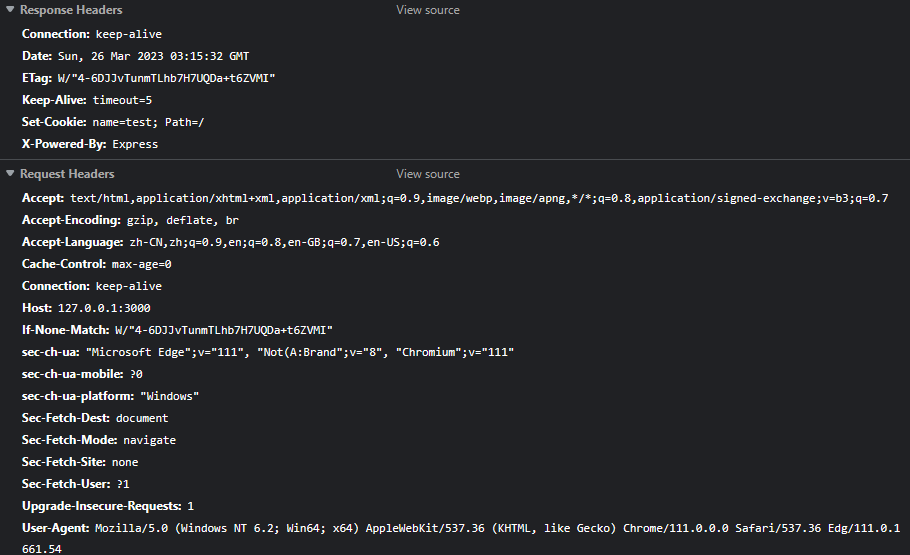 Response Headers View source
Connection: keep-alive
Date: Sun, 26 Mar 2023 03:15:32 GMT
ETag: W/"4-6DJJvTunmTLhb7H7UQDa+t6ZVMI"
Keep-Alive: timeout=5
Set-Cookie: name=test; Path=/
X-Powered-By: Express
Request Headers View source
Accept: text/html,application/xhtml+xml,application/xml;q=0.9,image/webp,image/apng,*/*;q=0.8,application/signed-exchange;v=b3;q=0.7
Accept-Encoding: gzip, deflate, br
Accept-Language: zh-CN,zh;q=0.9,en;q=0.8,en-GB;q=0.7,en-US;q=0.6
Cache-Control: max-age=0
Connection: keep-alive
Host: 127.0.0.1:3000
If-None-Match: W/"4-6DJJvTunmTLhb7H7UQDa+t6ZVMI"
sec-ch-ua: "Microsoft Edge";v="111", "Not(A:Brand";v="8", "Chromium";v="111"
sec-ch-ua-mobile: ?0
sec-ch-ua-platform: "Windows"
Sec-Fetch-Dest: document
Sec-Fetch-Mode: navigate
Sec-Fetch-Site: none
Sec-Fetch-User: ?1
Upgrade-Insecure-Requests: 1
User-Agent: Mozilla/5.0 (Windows NT 6.2; Win64; x64) AppleWebKit/537.36 (KHTML, like Gecko) Chrome/111.0.0.0 Safari/537.36 Edg/111.0.1
661.54